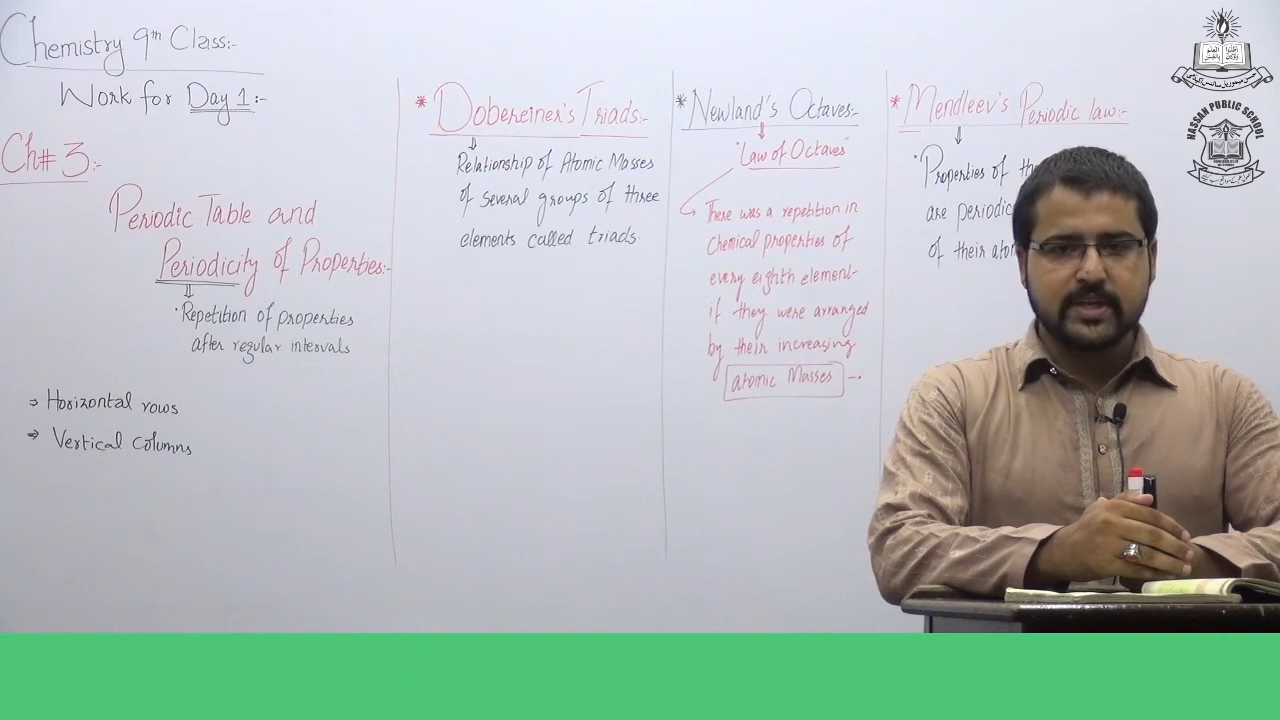 Chemistry 9th Class:-
Work for Day 1:-
Ch# 3:-
Periodic Table and
Periodicity of Properties:-
⇒ Repetition of properties
after regular intervals
⇒ Horizontal rows
⇒ Vertical Columns
* Dobereiner's Triads:-
⇒ Relationship of Atomic Masses
of several groups of three
elements called triads.
* Newland's Octaves:-
"Law of Octaves"
There was a repetition in
chemical properties of
every eighth element
if they were arranged
by their increasing
atomic Masses -.
* Mendleev's Periodic law:-
"Properties of the
are periodic
of their
HASSAN PUBLIC SCHOOL